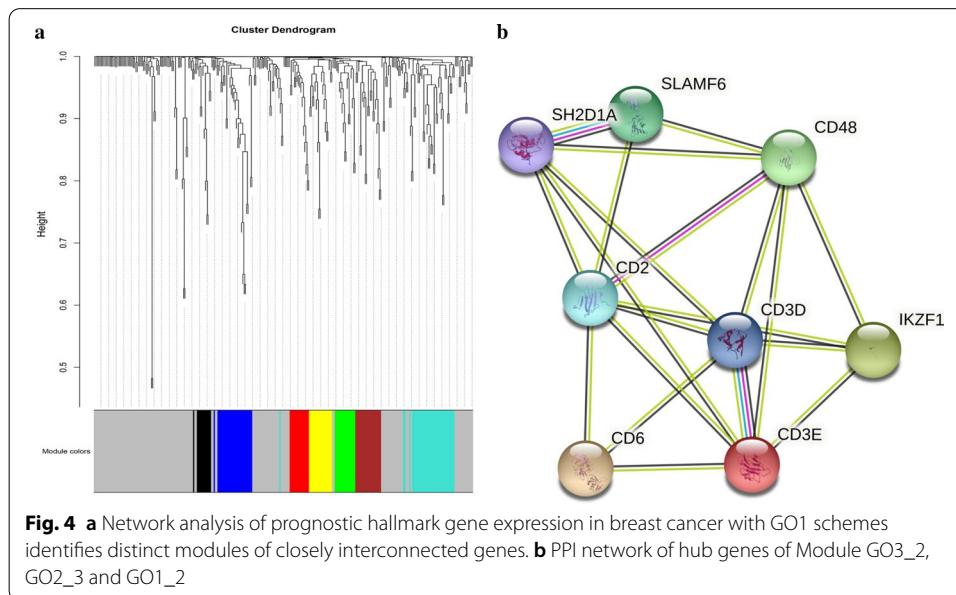 a
Cluster Dendrogram
Height
1.0
0.9
0.8
0.7
0.6
0.5
Module colors
b
SLAMF6
SH2D1A
CD48
CD2
CD3D
IKZF1
CD6
CD3E
Fig. 4 a Network analysis of prognostic hallmark gene expression in breast cancer with GO1 schemes
identifies distinct modules of closely interconnected genes. b PPI network of hub genes of Module GO3_2,
GO2_3 and GO1_2